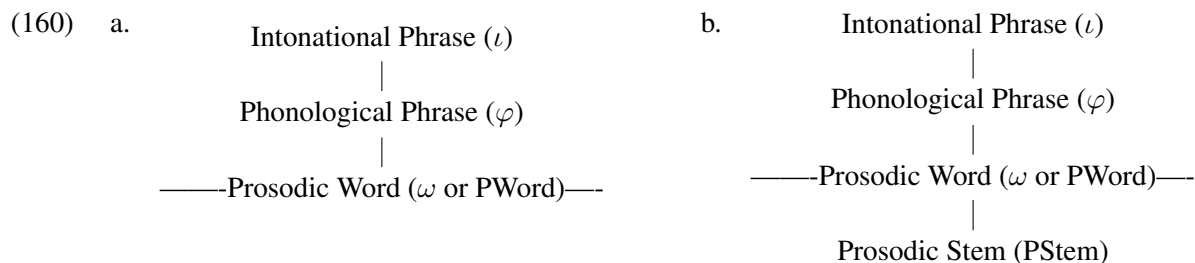 (160) a. Intonational Phrase (ι) b. Intonational Phrase (ι)
Phonological Phrase (φ) Phonological Phrase (φ)
——-Prosodic Word (ω or PWord)—- ——-Prosodic Word (ω or PWord)—-
Prosodic Stem (PStem)